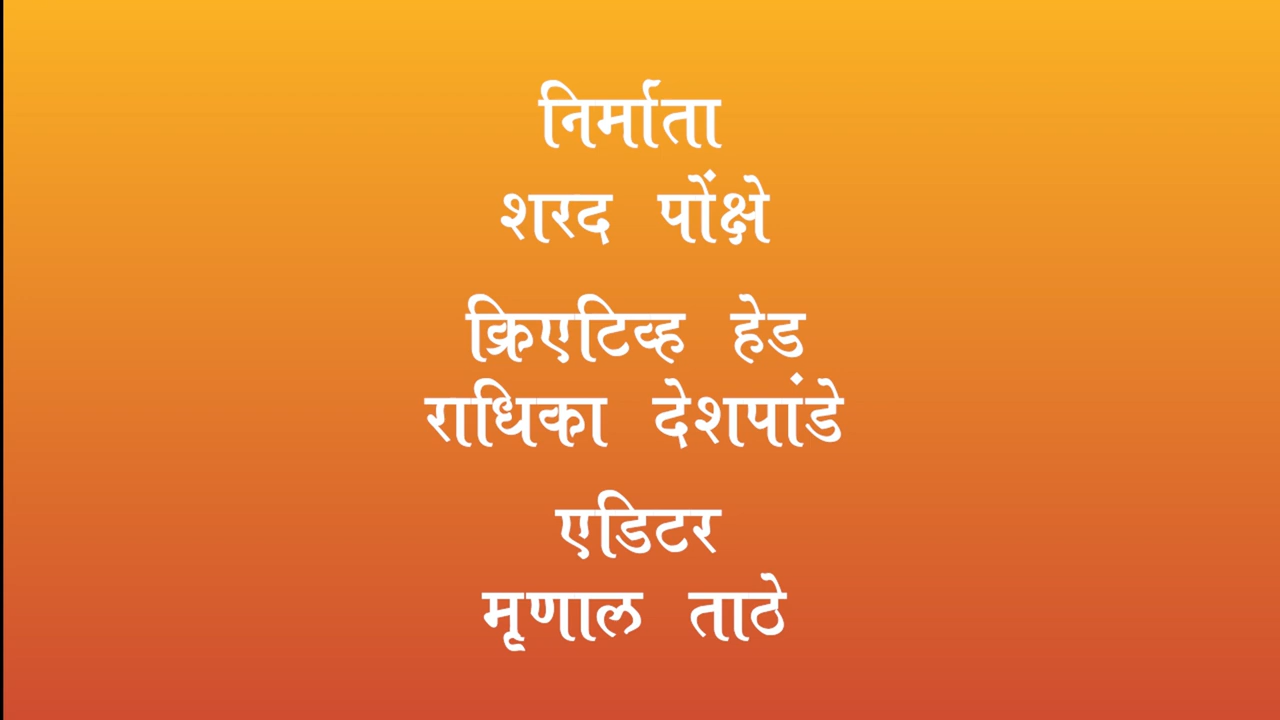 निर्माता
शरद पोंक्षे
क्रिएटिव्ह हेड
राधिका देशपांडे
एडिटर
मृणाल ताठे